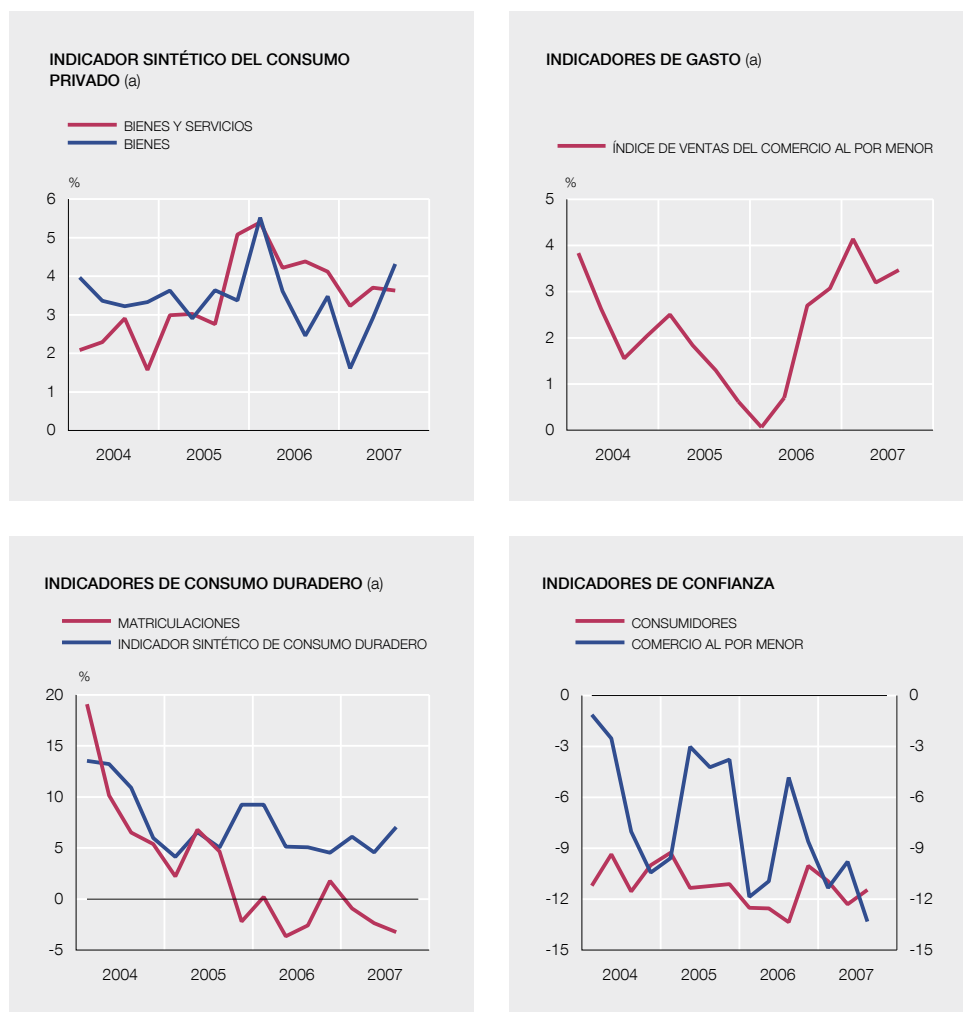 INDICADOR SINTÉTICO DEL CONSUMO
PRIVADO (a)
BIENES Y SERVICIOS
BIENES
%
6
5
4
3
2
1
0
2004 2005 2006 2007
INDICADORES DE GASTO (a)
ÍNDICE DE VENTAS DEL COMERCIO AL POR MENOR
%
5
4
3
2
1
0
2004 2005 2006 2007
INDICADORES DE CONSUMO DURADERO (a)
MATRICULACIONES
INDICADOR SINTÉTICO DE CONSUMO DURADERO
%
20
15
10
5
0
-5
2004 2005 2006 2007
INDICADORES DE CONFIANZA
CONSUMIDORES
COMERCIO AL POR MENOR
0 0
-3 -3
-6 -6
-9 -9
-12 -12
-15 -15
2004 2005 2006 2007